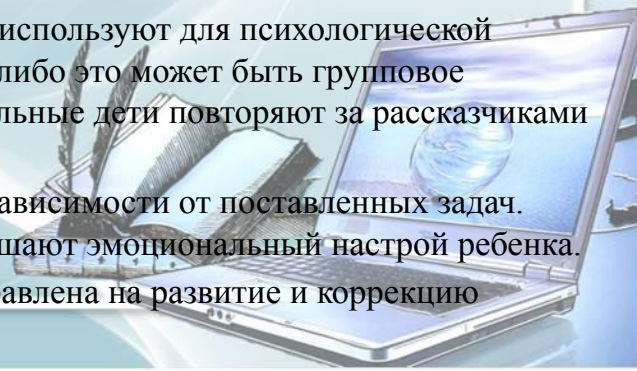 используют для психологической
либо это может быть групповое
льные дети повторяют за рассказчиками
ависимости от поставленных задач.
шают эмоциональный настрой ребенка.
авлена на развитие и коррекцию